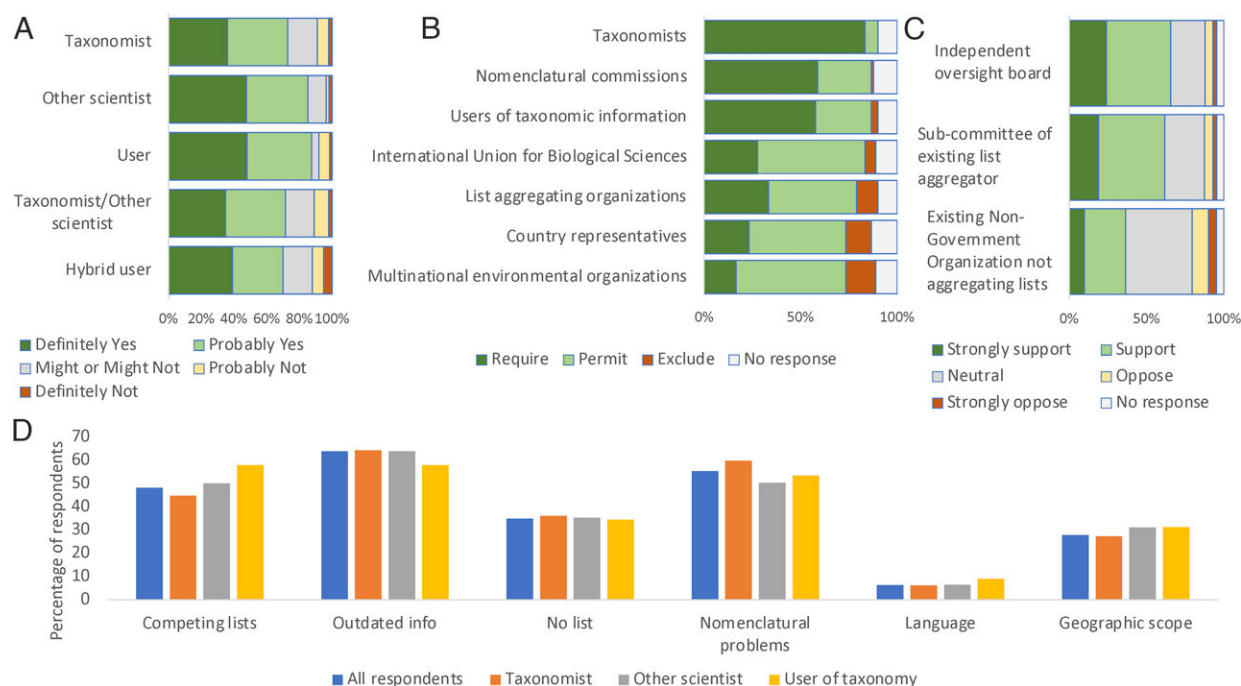 A
Taxonomist
Other scientist
User
Taxonomist/Other
scientist
Hybrid user
0% 20% 40% 60% 80% 100%
Definitely Yes Probably Yes
Might or Might Not Probably Not
Definitely Not
B
Taxonomists
Nomenclatural commissions
Users of taxonomic information
International Union for Biological Sciences
List aggregating organizations
Country representatives
Multinational environmental organizations
0% 50% 100%
Require Permit Exclude No response
C
Independent
oversight board
Sub-committee of
existing list
aggregator
Existing Non-
Government
Organization not
aggregating lists
0% 50% 100%
Strongly support Support
Neutral Oppose
Strongly oppose No response
D
Percentage of respondents
70
60
50
40
30
20
10
0
Competing lists Outdated info No list Nomenclatural
problems Language Geographic scope
All respondents Taxonomist Other scientist User of taxonomy